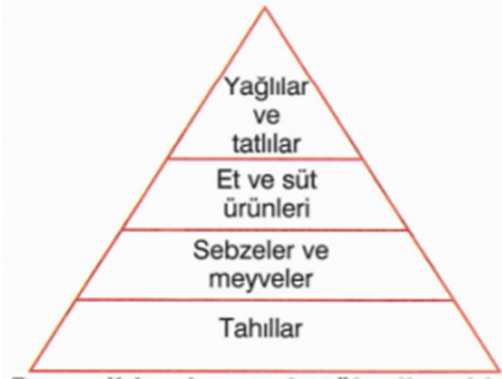 Yağlılar
ve
tatlılar
Et ve süt
ürünleri
Sebzeler ve
meyveler
Tahıllar